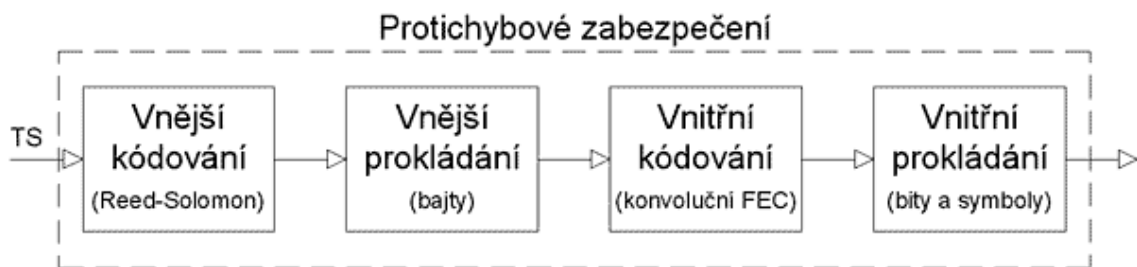 Protichybové zabezpečení
TS
Vnější
kódování
(Reed-Solomon)
Vnější
prokládání
(bajty)
Vnitřní
kódování
(konvoluční FEC)
Vnitřní
prokládání
(bity a symboly)